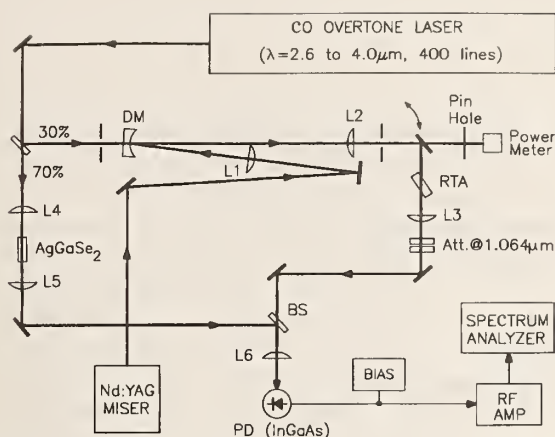 CO OVERTONE LASER
(λ=2.6 to 4.0μm, 400 lines)
DM
L2
Pin
Hole
30%
Power
Meter
L1
70%
RTA
L4
L3
AgGaSe₂
Att.@1.064μm
L5
BS
SPECTRUM
ANALYZER
L6
Nd:YAG
MISER
BIAS
RF
AMP
PD (InGaAs)